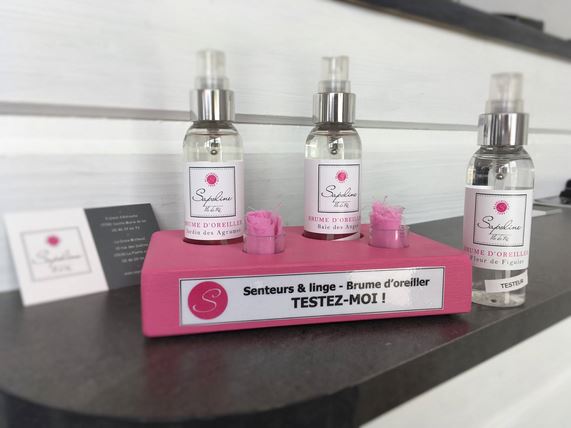 Sapoline
Île de Ré
BRUME D'OREILLER
Jardin des Agrumes
Sapoline
Île de Ré
BRUME D'OREILLER
Baie des Anges
Sapoline
Île de Ré
BRUME D'OREILLER
Fleur de Figuier
TESTEUR
S
Senteurs & linge - Brume d'oreiller
TESTEZ-MOI !
Sapoline